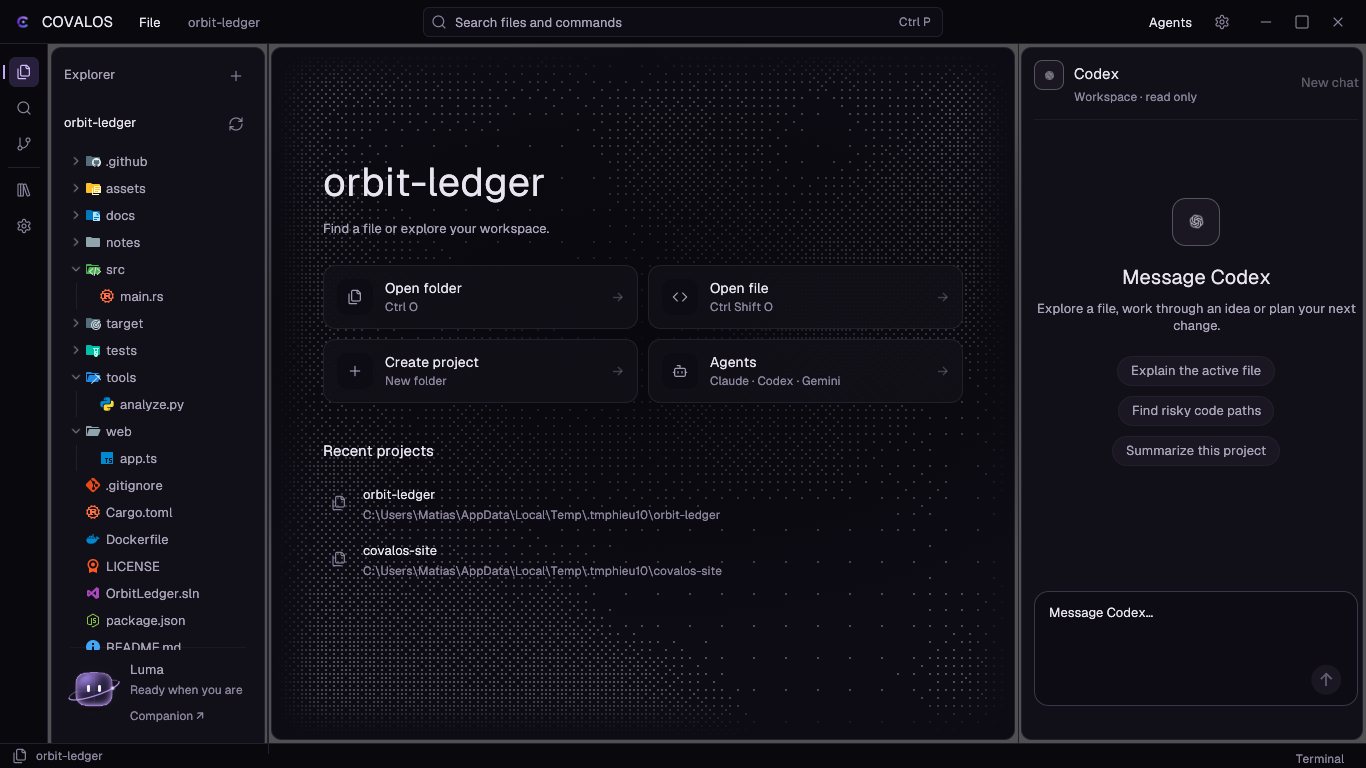 COVALOS
File
orbit-ledger
Search files and commands
Ctrl P
Agents
Explorer
orbit-ledger
.github
assets
docs
notes
src
main.rs
target
tests
tools
analyze.py
web
app.ts
.gitignore
Cargo.toml
Dockerfile
LICENSE
OrbitLedger.sln
package.json
README.md
Luma
Ready when you are
Companion ↗
orbit-ledger
Find a file or explore your workspace.
Open folder
Ctrl O
Open file
Ctrl Shift O
Create project
New folder
Agents
Claude · Codex · Gemini
Recent projects
orbit-ledger
C:\Users\Matias\AppData\Local\Temp\.tmphieu10\orbit-ledger
covalos-site
C:\Users\Matias\AppData\Local\Temp\.tmphieu10\covalos-site
Codex
Workspace · read only
New chat
Message Codex
Explore a file, work through an idea or plan your next
change.
Explain the active file
Find risky code paths
Summarize this project
Message Codex…
orbit-ledger
Terminal